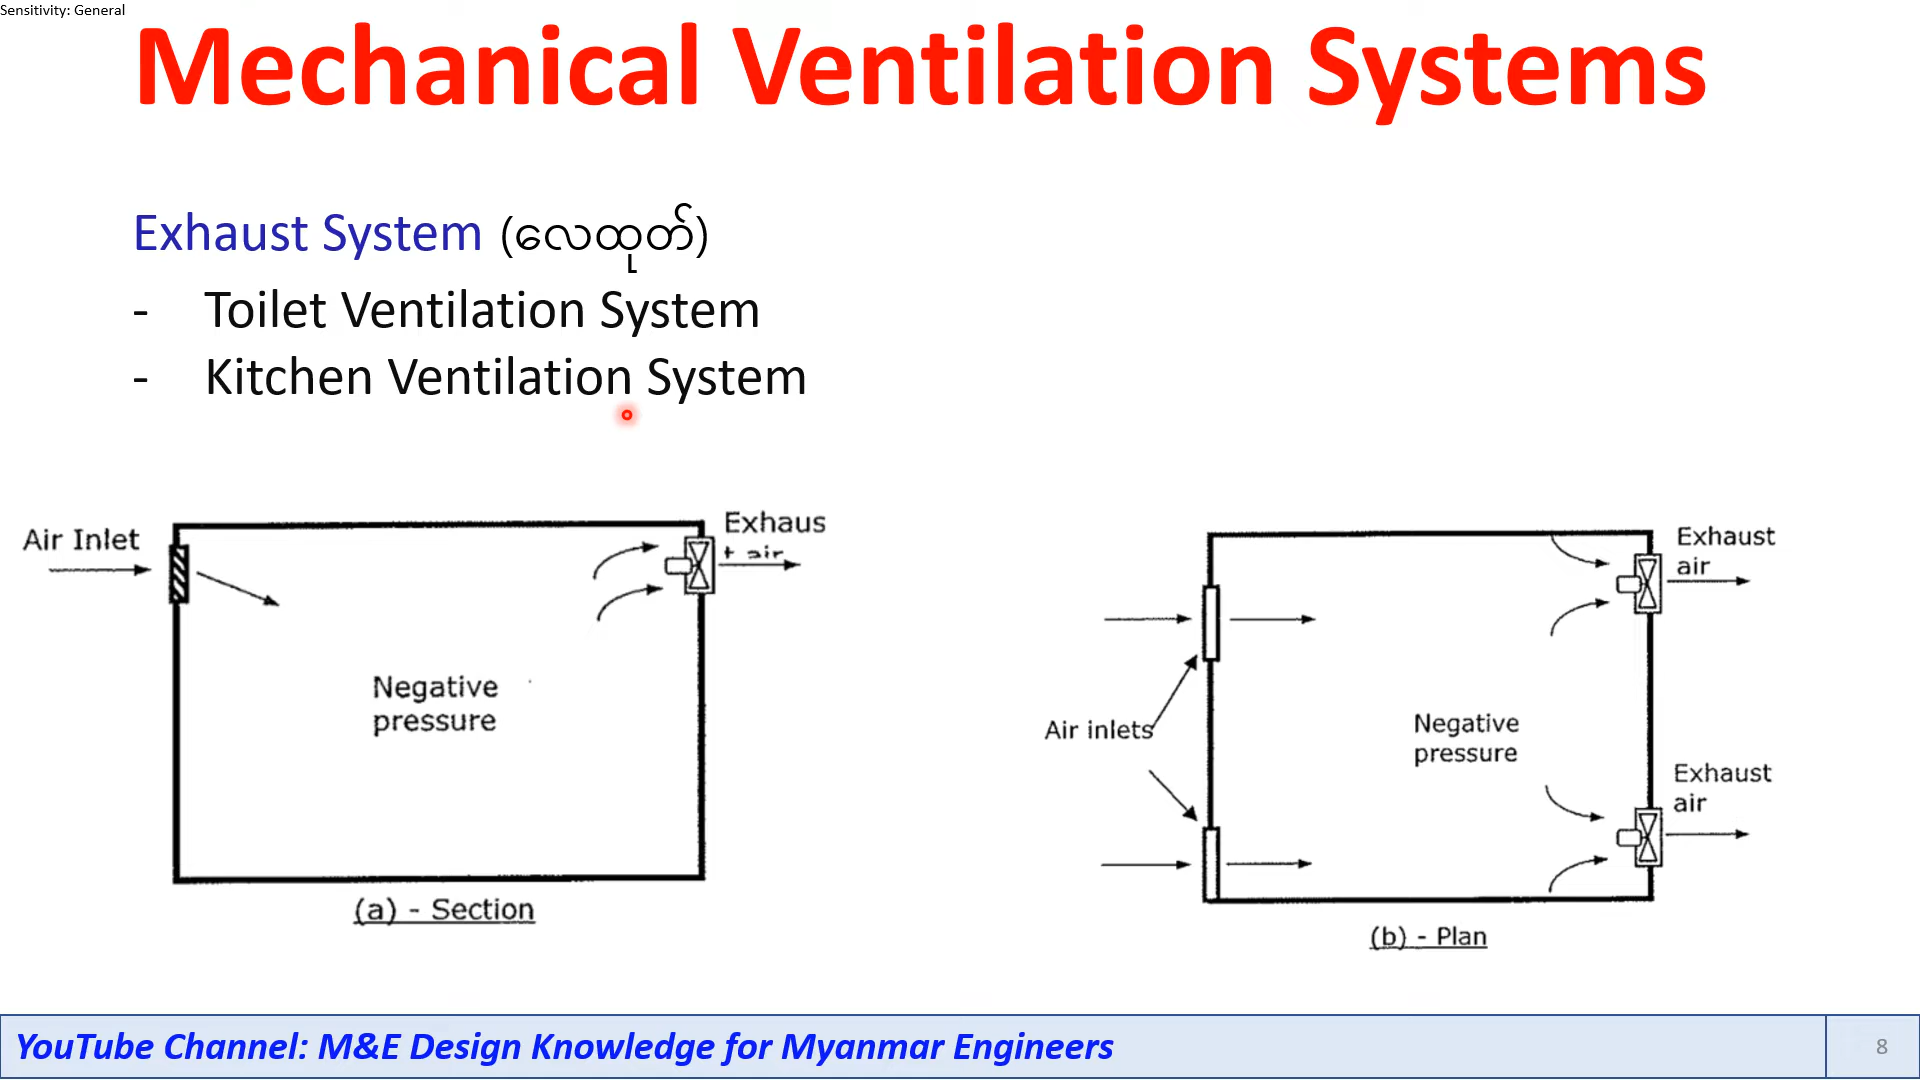 Sensitivity: General
Mechanical Ventilation Systems
Exhaust System (လေထုတ်)
- Toilet Ventilation System
- Kitchen Ventilation System
Air Inlet
Exhaus
t air
Negative
pressure
(a) - Section
Exhaust
air
Air inlets
Negative
pressure
Exhaust
air
(b) - Plan
YouTube Channel: M&E Design Knowledge for Myanmar Engineers
8